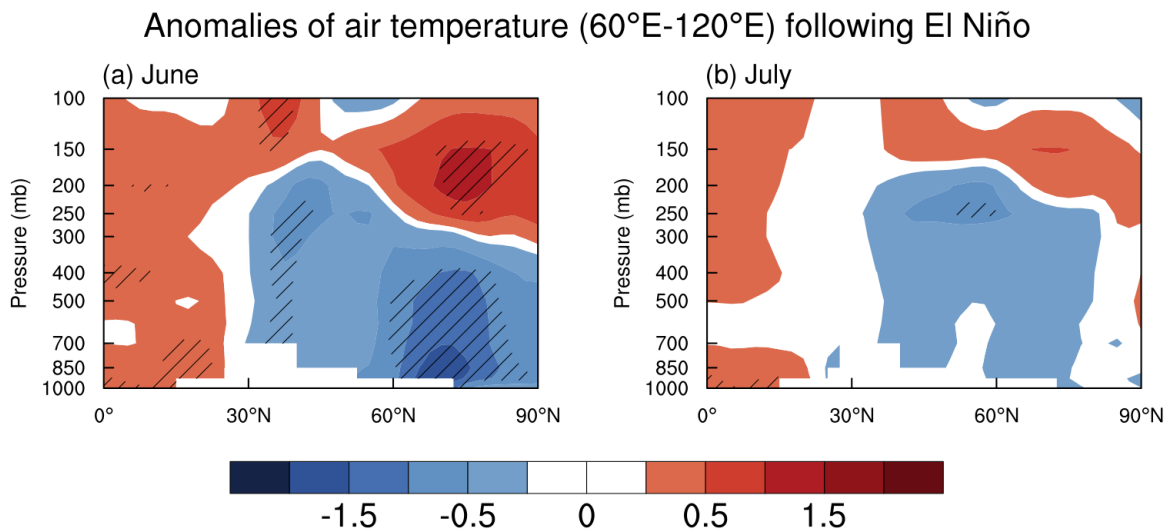 Anomalies of air temperature (60°E-120°E) following El Niño
(a) June
(b) July
Pressure (mb)
100
150
200
250
300
400
500
700
850
1000
0°
30°N
60°N
90°N
Pressure (mb)
100
150
200
250
300
400
500
700
850
1000
0°
30°N
60°N
90°N
-1.5
-0.5
0
0.5
1.5